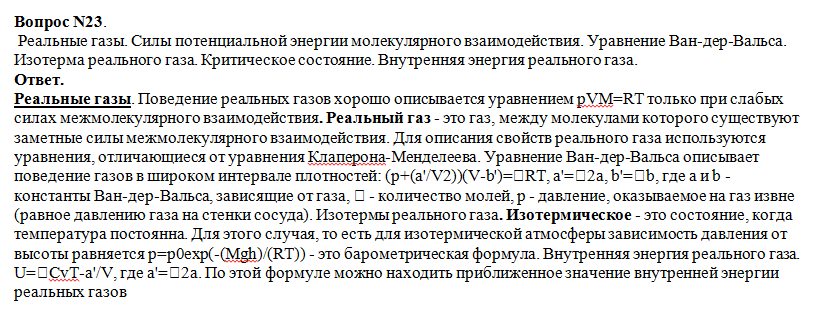 Вопрос N23.
Реальные газы. Силы потенциальной энергии молекулярного взаимодействия. Уравнение Ван-дер-Вальса.
Изотерма реального газа. Критическое состояние. Внутренняя энергия реального газа.
Ответ.
Реальные газы. Поведение реальных газов хорошо описывается уравнением pVM=RT только при слабых
силах межмолекулярного взаимодействия. Реальный газ - это газ, между молекулами которого существуют
заметные силы межмолекулярного взаимодействия. Для описания свойств реального газа используются
уравнения, отличающиеся от уравнения Клаперона-Менделеева. Уравнение Ван-дер-Вальса описывает
поведение газов в широком интервале плотностей: (p+(a'/V2))(V-b')=□RT, a'=□2a, b'=□b, где a и b -
константы Ван-дер-Вальса, зависящие от газа, □ - количество молей, p - давление, оказываемое на газ извне
(равное давлению газа на стенки сосуда). Изотермы реального газа. Изотермическое - это состояние, когда
температура постоянна. Для этого случая, то есть для изотермической атмосферы зависимость давления от
высоты равняется p=p0exp(-(Mgh)/(RT)) - это барометрическая формула. Внутренняя энергия реального газа.
U=□CvT-a'/V, где a'=□2a. По этой формуле можно находить приближенное значение внутренней энергии
реальных газов